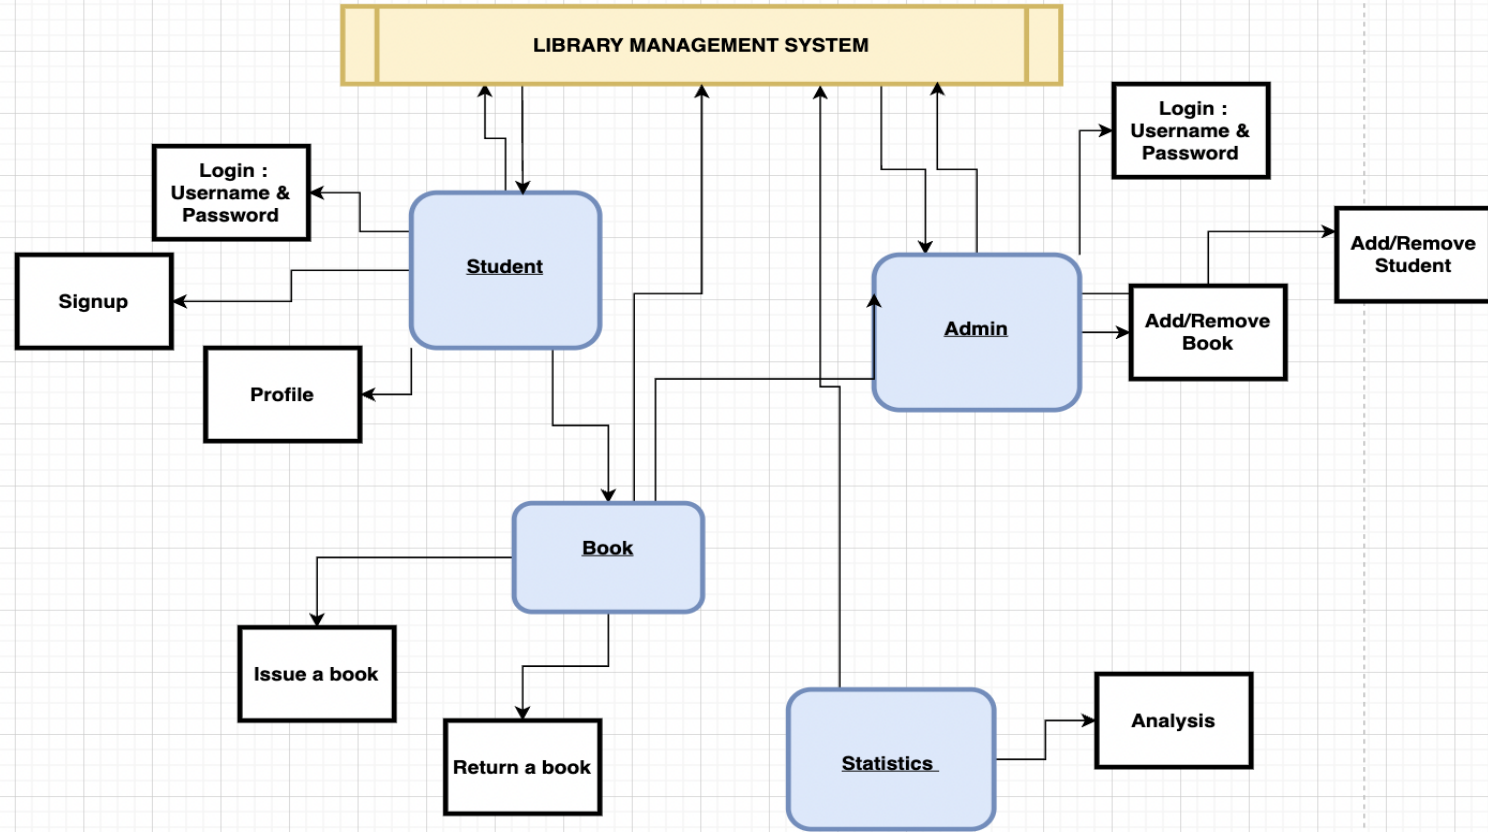 LIBRARY MANAGEMENT SYSTEM
Login :
Username &
Password
Login :
Username &
Password
Student
Signup
Add/Remove
Student
Admin
Add/Remove
Book
Profile
Book
Issue a book
Return a book
Statistics
Analysis